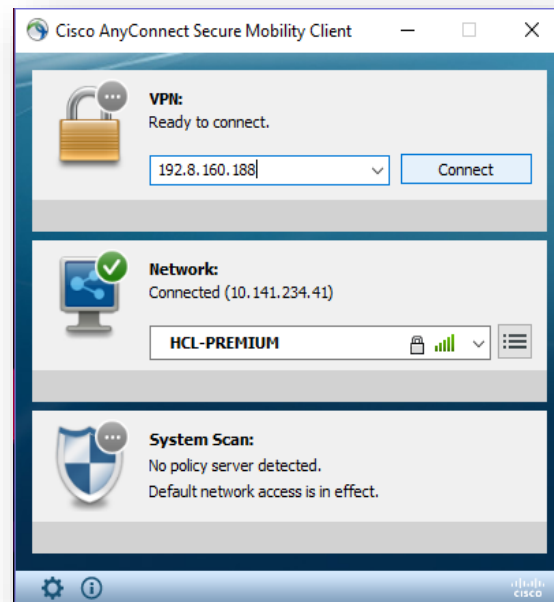 Cisco AnyConnect Secure Mobility Client
VPN:
Ready to connect.
192.8.160.188
Connect
Network:
Connected (10.141.234.41)
HCL-PREMIUM
System Scan:
No policy server detected.
Default network access is in effect.
CISCO